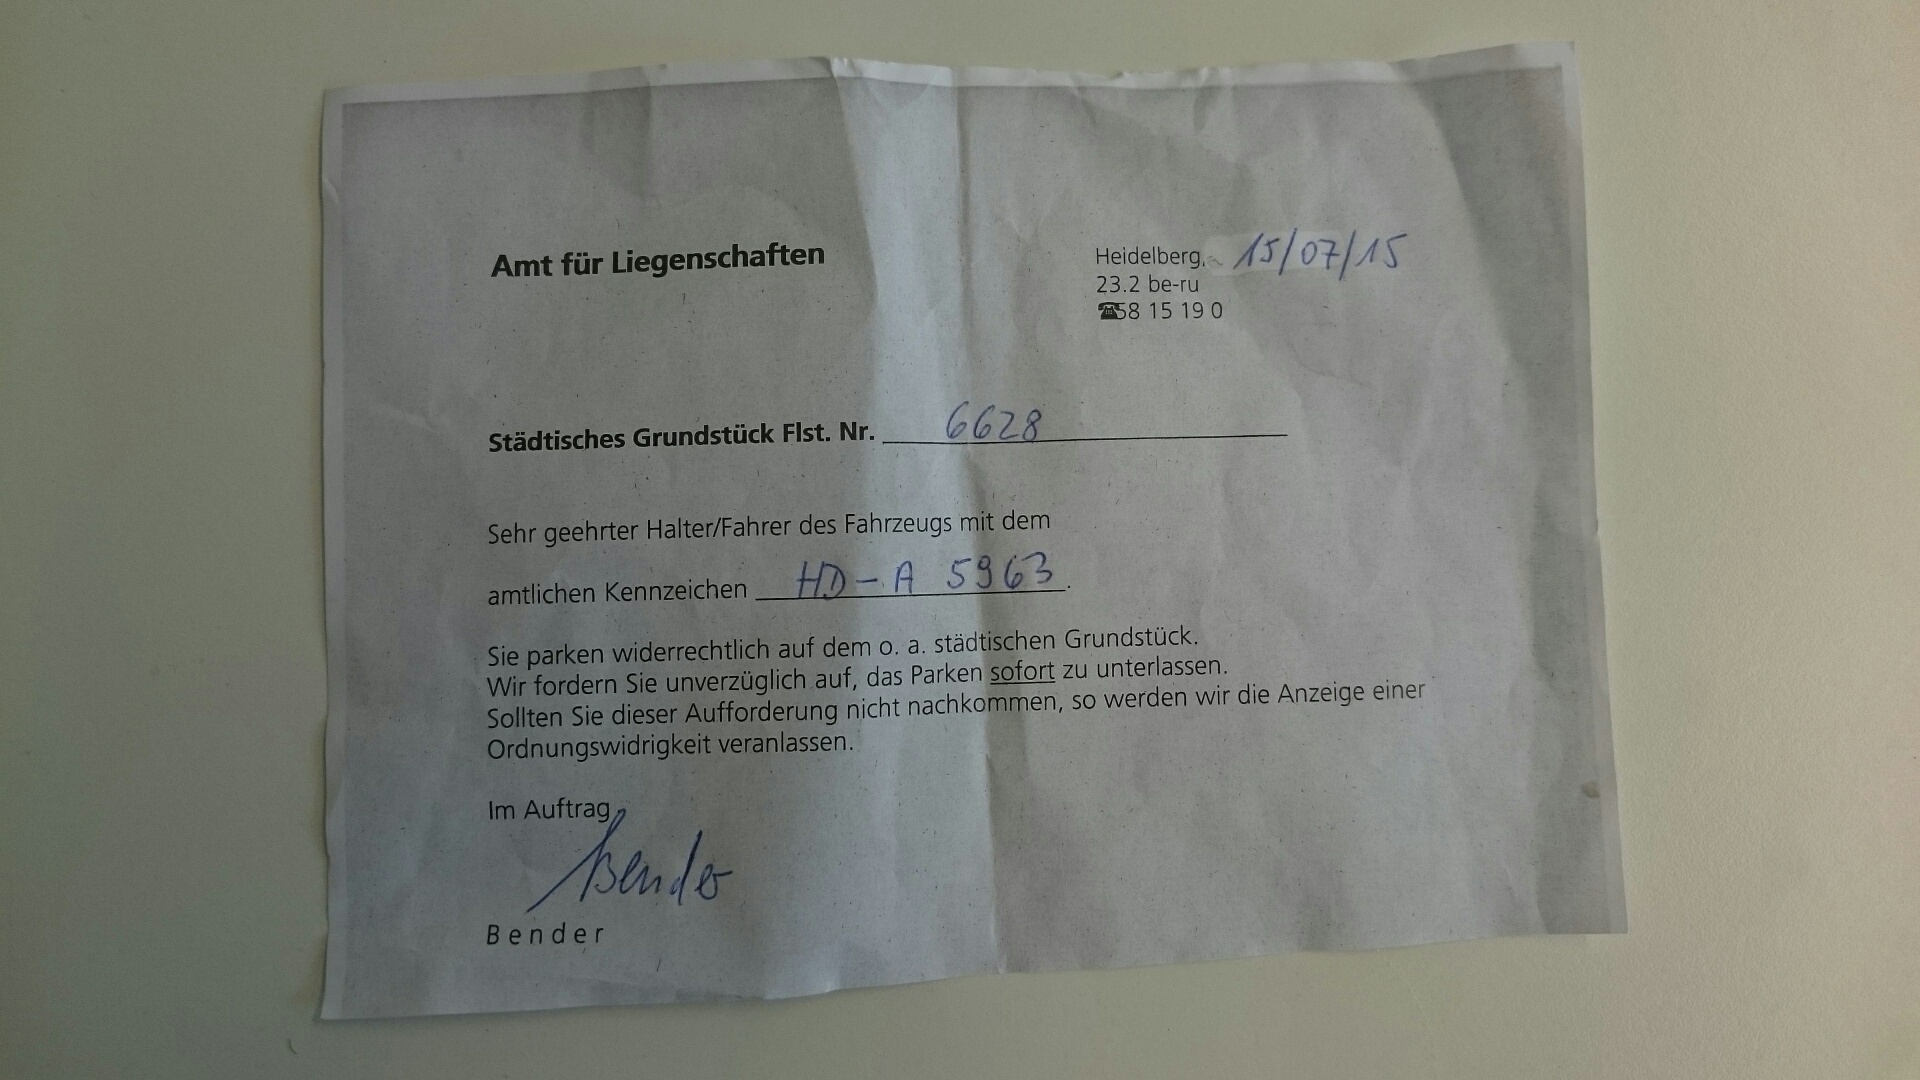 Amt für Liegenschaften
Heidelberg, 15/07/15
23.2 be-ru
☎58 15 19 0
Städtisches Grundstück Flst. Nr. 6628
Sehr geehrter Halter/Fahrer des Fahrzeugs mit dem
amtlichen Kennzeichen HD-A 5963.
Sie parken widerrechtlich auf dem o. a. städtischen Grundstück.
Wir fordern Sie unverzüglich auf, das Parken sofort zu unterlassen.
Sollten Sie dieser Aufforderung nicht nachkommen, so werden wir die Anzeige einer
Ordnungswidrigkeit veranlassen.
Im Auftrag
Bender
Bender